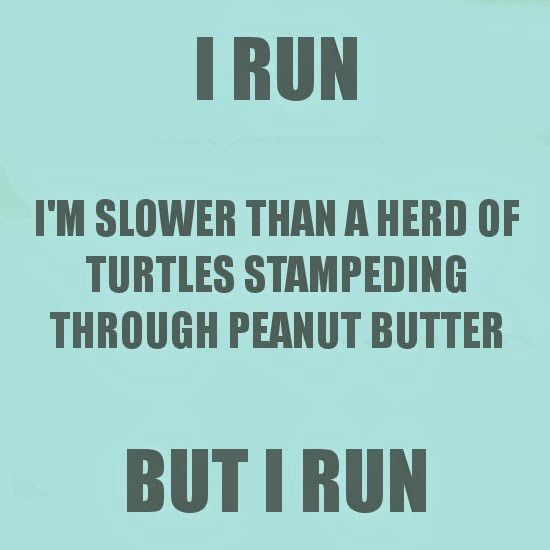 I RUN
I'M SLOWER THAN A HERD OF
TURTLES STAMPEDING
THROUGH PEANUT BUTTER
BUT I RUN